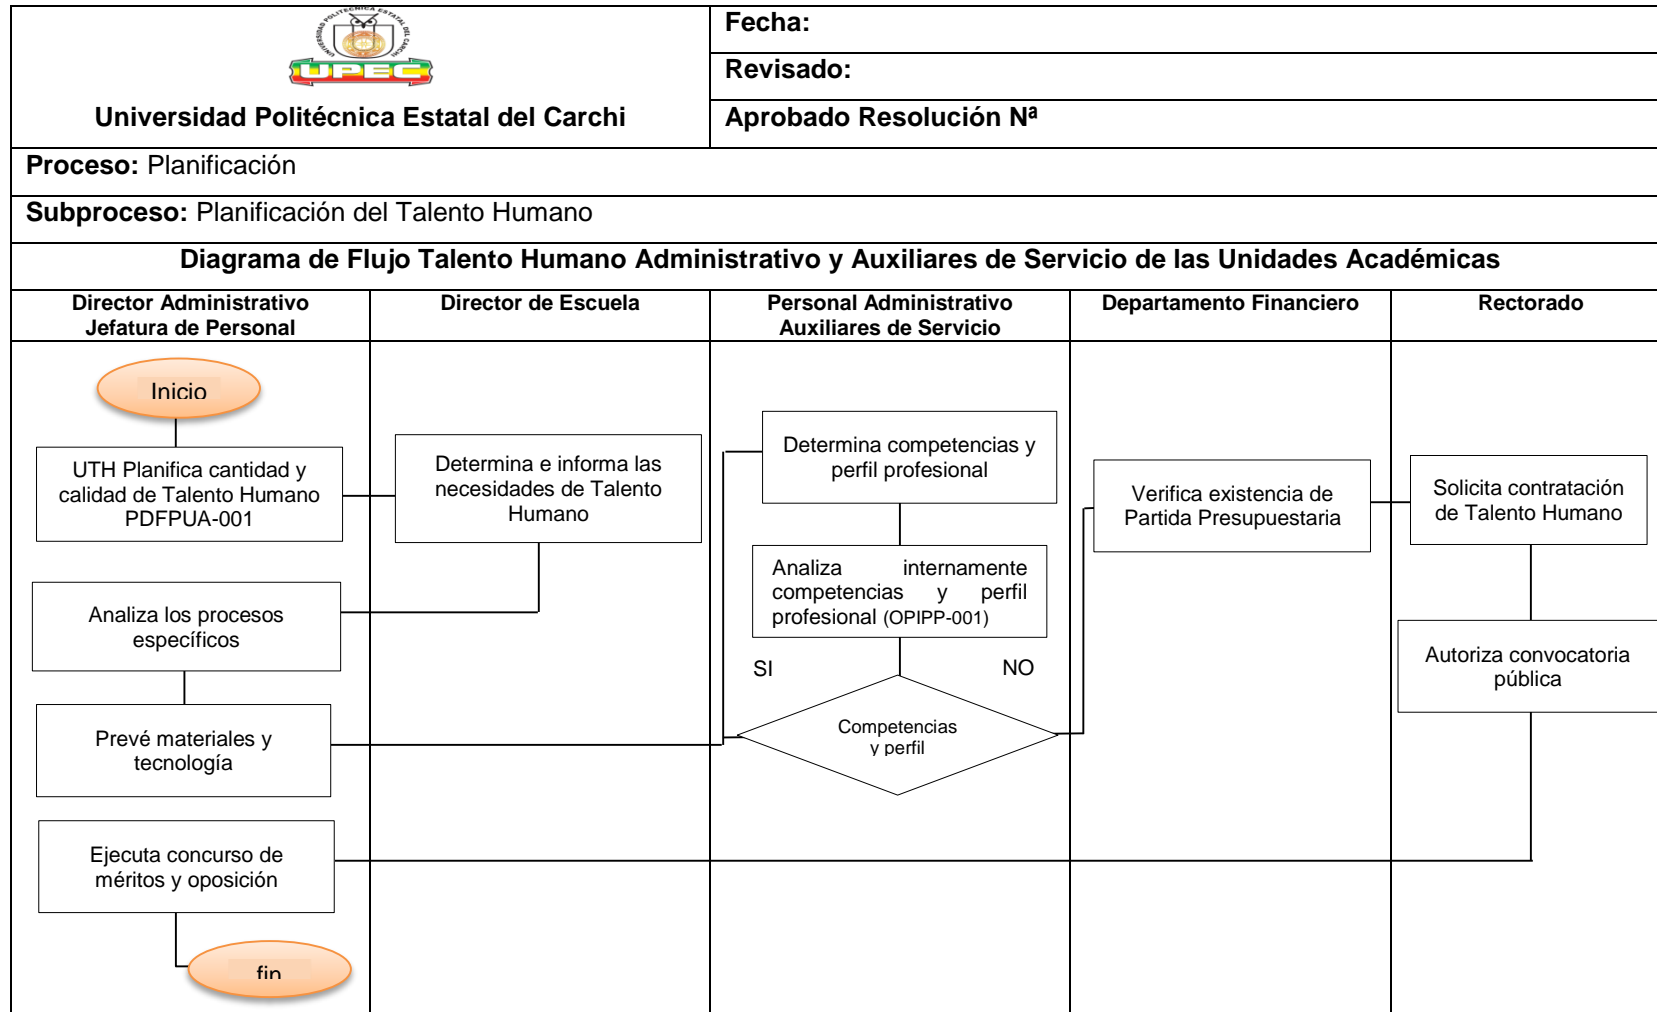 UNIVERSIDAD POLITECNICA ESTATAL DEL CARCHI
UPEC
Universidad Politécnica Estatal del Carchi
Fecha:
Revisado:
Aprobado Resolución Nª
Proceso: Planificación
Subproceso: Planificación del Talento Humano
Diagrama de Flujo Talento Humano Administrativo y Auxiliares de Servicio de las Unidades Académicas
Director Administrativo
Jefatura de Personal
Director de Escuela
Personal Administrativo
Auxiliares de Servicio
Departamento Financiero
Rectorado
Inicio
UTH Planifica cantidad y
calidad de Talento Humano
PDFPUA-001
Determina e informa las
necesidades de Talento
Humano
Analiza los procesos
específicos
Prevé materiales y
tecnología
Determina competencias y
perfil profesional
Analiza internamente
competencias y perfil
profesional (OPIPP-001)
SI
NO
Competencias
y perfil
Verifica existencia de
Partida Presupuestaria
Solicita contratación
de Talento Humano
Autoriza convocatoria
pública
Ejecuta concurso de
méritos y oposición
fin